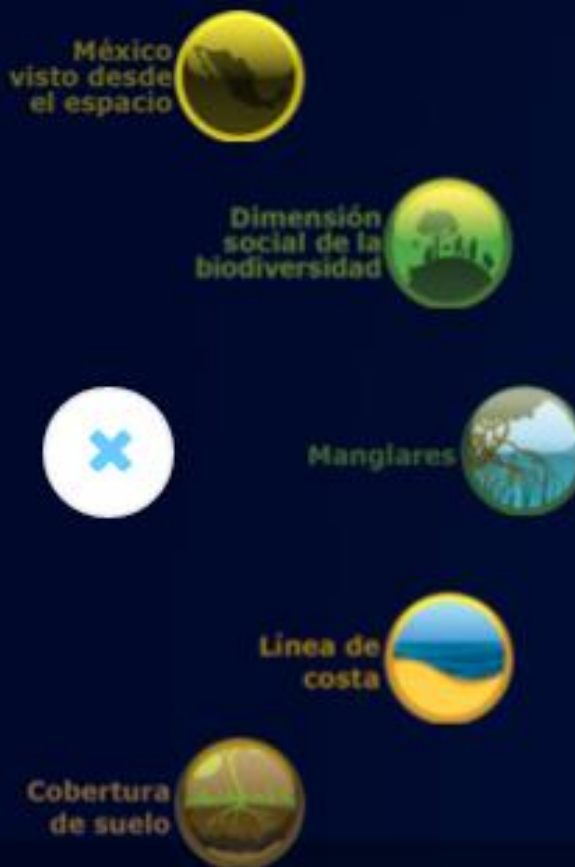 México
visto desde
el espacio
Dimensión
social de la
biodiversidad
Manglares
Línea de
costa
Cobertura
de suelo